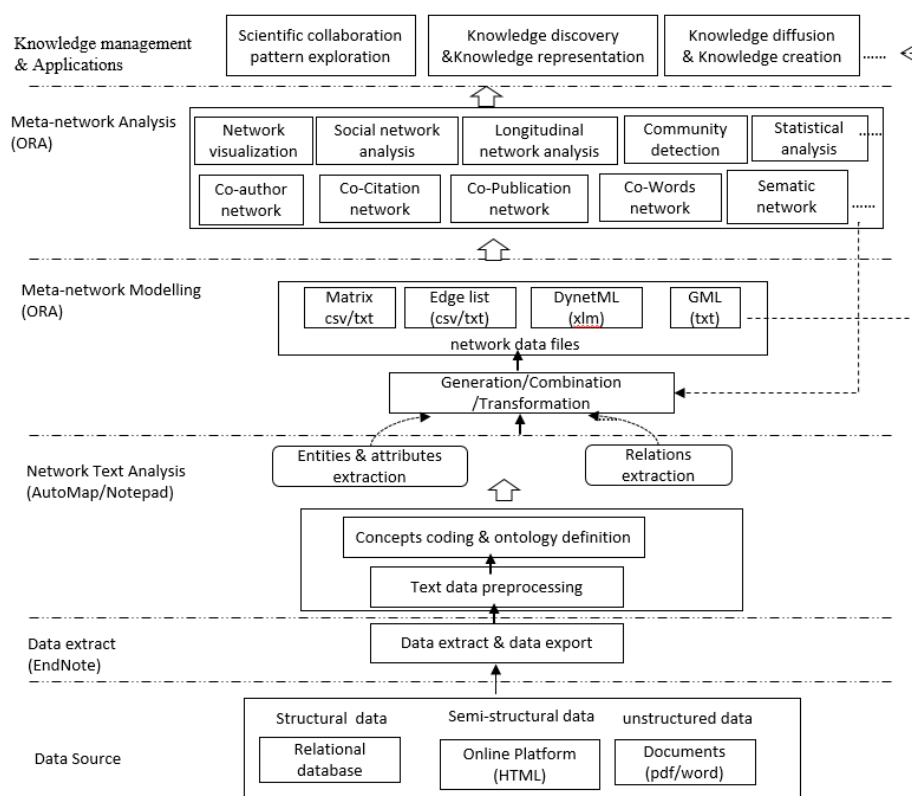 Knowledge management
& Applications
Scientific collaboration
pattern exploration
Knowledge discovery
&Knowledge representation
Knowledge diffusion
& Knowledge creation
......
Meta-network Analysis
(ORA)
Network
visualization
Social network
analysis
Longitudinal
network analysis
Community
detection
Statistical
analysis
......
Co-author
network
Co-Citation
network
Co-Publication
network
Co-Words
network
Sematic
network
......
Meta-network Modelling
(ORA)
Matrix
csv/txt
Edge list
(csv/txt)
DynetML
(xlm)
GML
(txt)
network data files
Generation/Combination
/Transformation
......
Network Text Analysis
(AutoMap/Notepad)
Entities & attributes
extraction
Relations
extraction
Concepts coding & ontology definition
Text data preprocessing
Data extract
(EndNote)
Data extract & data export
Data Source
Structural data
Semi-structural data
unstructured data
Relational
database
Online Platform
(HTML)
Documents
(pdf/word)